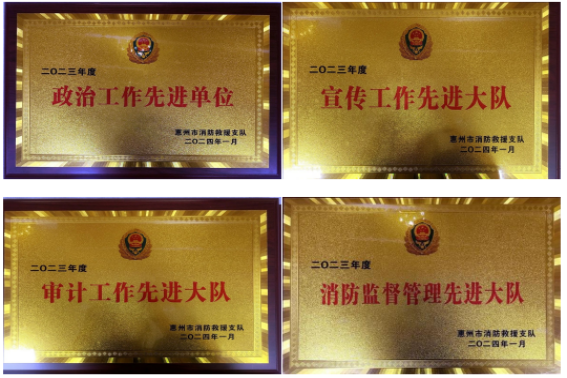 二〇二三年度
政治工作先进单位
惠州市消防救援支队
二〇二四年一月
二〇二三年度
宣传工作先进大队
惠州市消防救援支队
二〇二四年一月
二〇二三年度
审计工作先进大队
惠州市消防救援支队
二〇二四年一月
二〇二三年度
消防监督管理先进大队
惠州市消防救援支队
二〇二四年一月